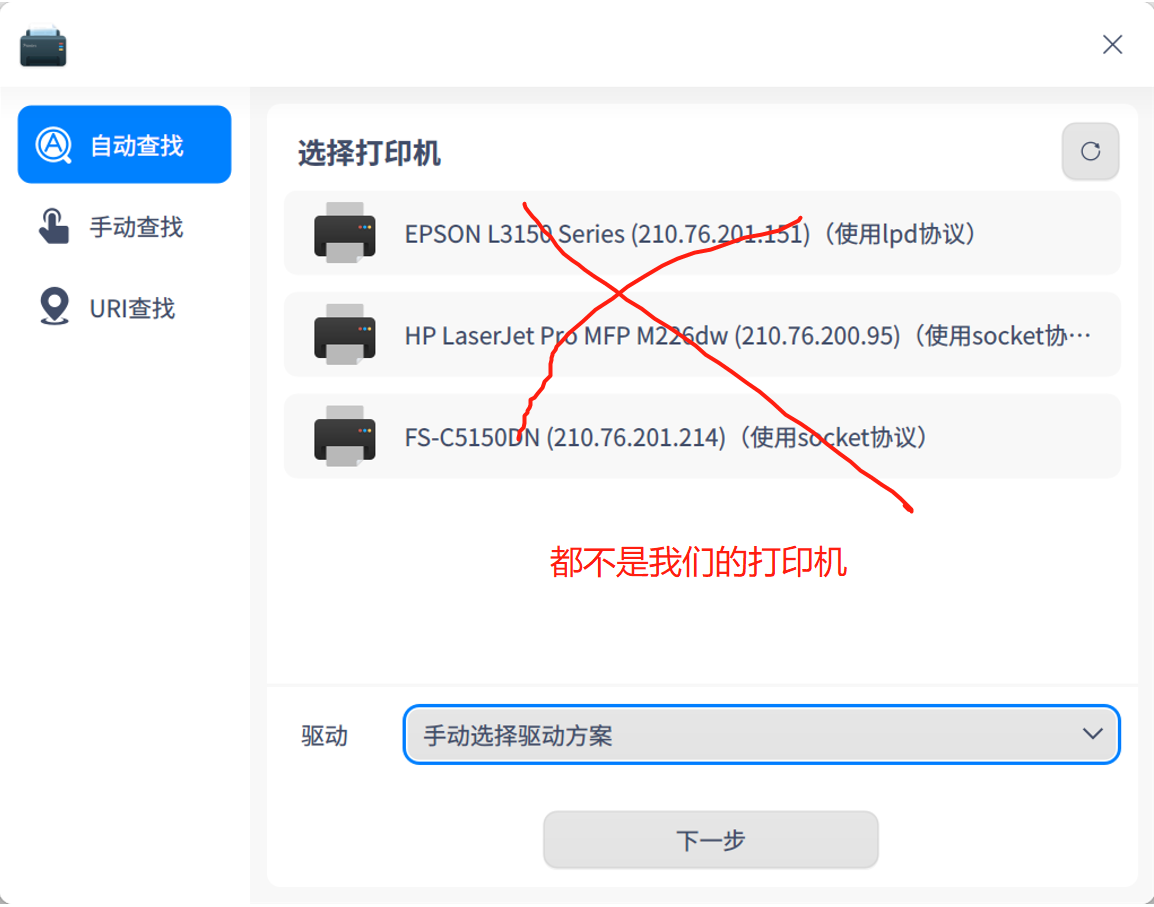 自动查找
手动查找
URI查找
选择打印机
EPSON L3150 Series (210.76.201.151)（使用lpd协议）
HP LaserJet Pro MFP M226dw (210.76.200.95)（使用socket协…
FS-C5150DN (210.76.201.214)（使用socket协议）
都不是我们的打印机
驱动
手动选择驱动方案
下一步